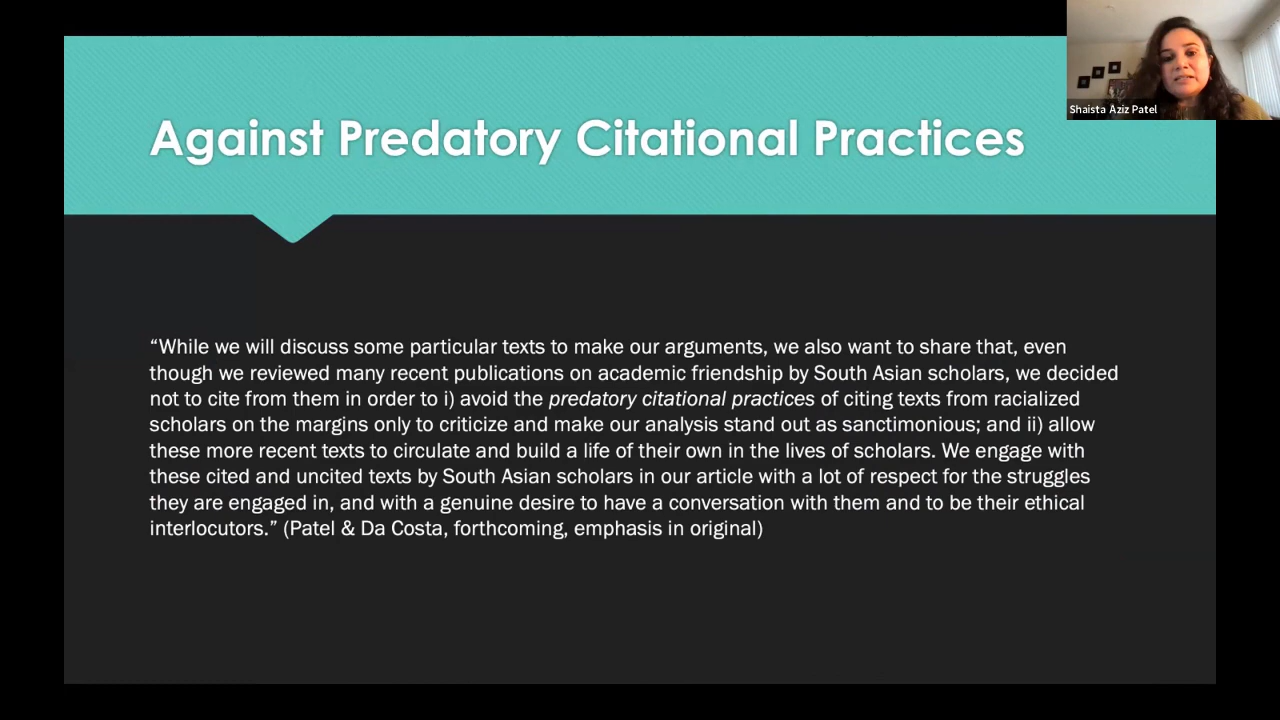 Shaista Aziz Patel
Against Predatory Citational Practices
“While we will discuss some particular texts to make our arguments, we also want to share that, even
though we reviewed many recent publications on academic friendship by South Asian scholars, we decided
not to cite from them in order to i) avoid the predatory citational practices of citing texts from racialized
scholars on the margins only to criticize and make our analysis stand out as sanctimonious; and ii) allow
these more recent texts to circulate and build a life of their own in the lives of scholars. We engage with
these cited and uncited texts by South Asian scholars in our article with a lot of respect for the struggles
they are engaged in, and with a genuine desire to have a conversation with them and to be their ethical
interlocutors.” (Patel & Da Costa, forthcoming, emphasis in original)